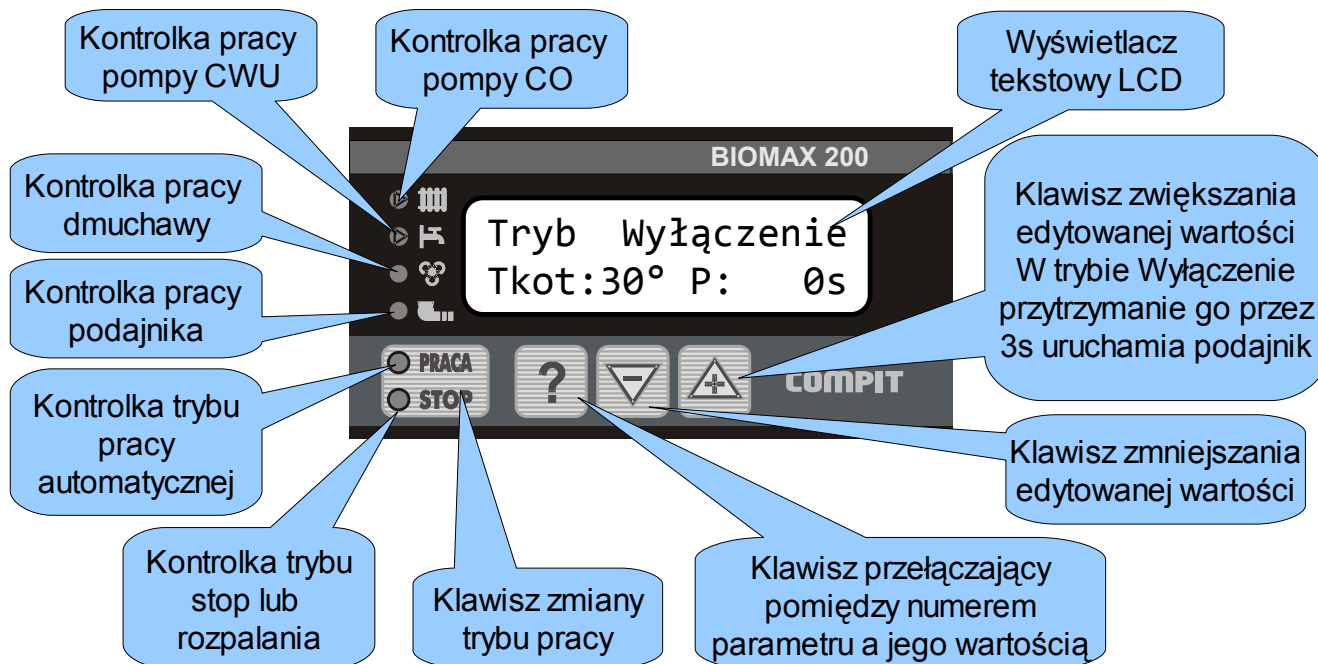 Kontrolka pracy
pompy CWU
Kontrolka pracy
pompy CO
Wyświetlacz
tekstowy LCD
BIOMAX 200
Kontrolka pracy
dmuchawy
Tryb Wyłączenie
Tkot:30° P: 0s
Klawisz zwiększania
edytowanej wartości
W trybie Wyłączenie
przytrzymanie go przez
3s uruchamia podajnik
Kontrolka pracy
podajnika
PRACA
STOP
?
-
+
COMPIT
Kontrolka trybu
pracy
automatycznej
Klawisz zmniejszania
edytowanej wartości
Kontrolka trybu
stop lub
rozpalania
Klawisz zmiany
trybu pracy
Klawisz przełączający
pomiędzy numerem
parametru a jego wartością